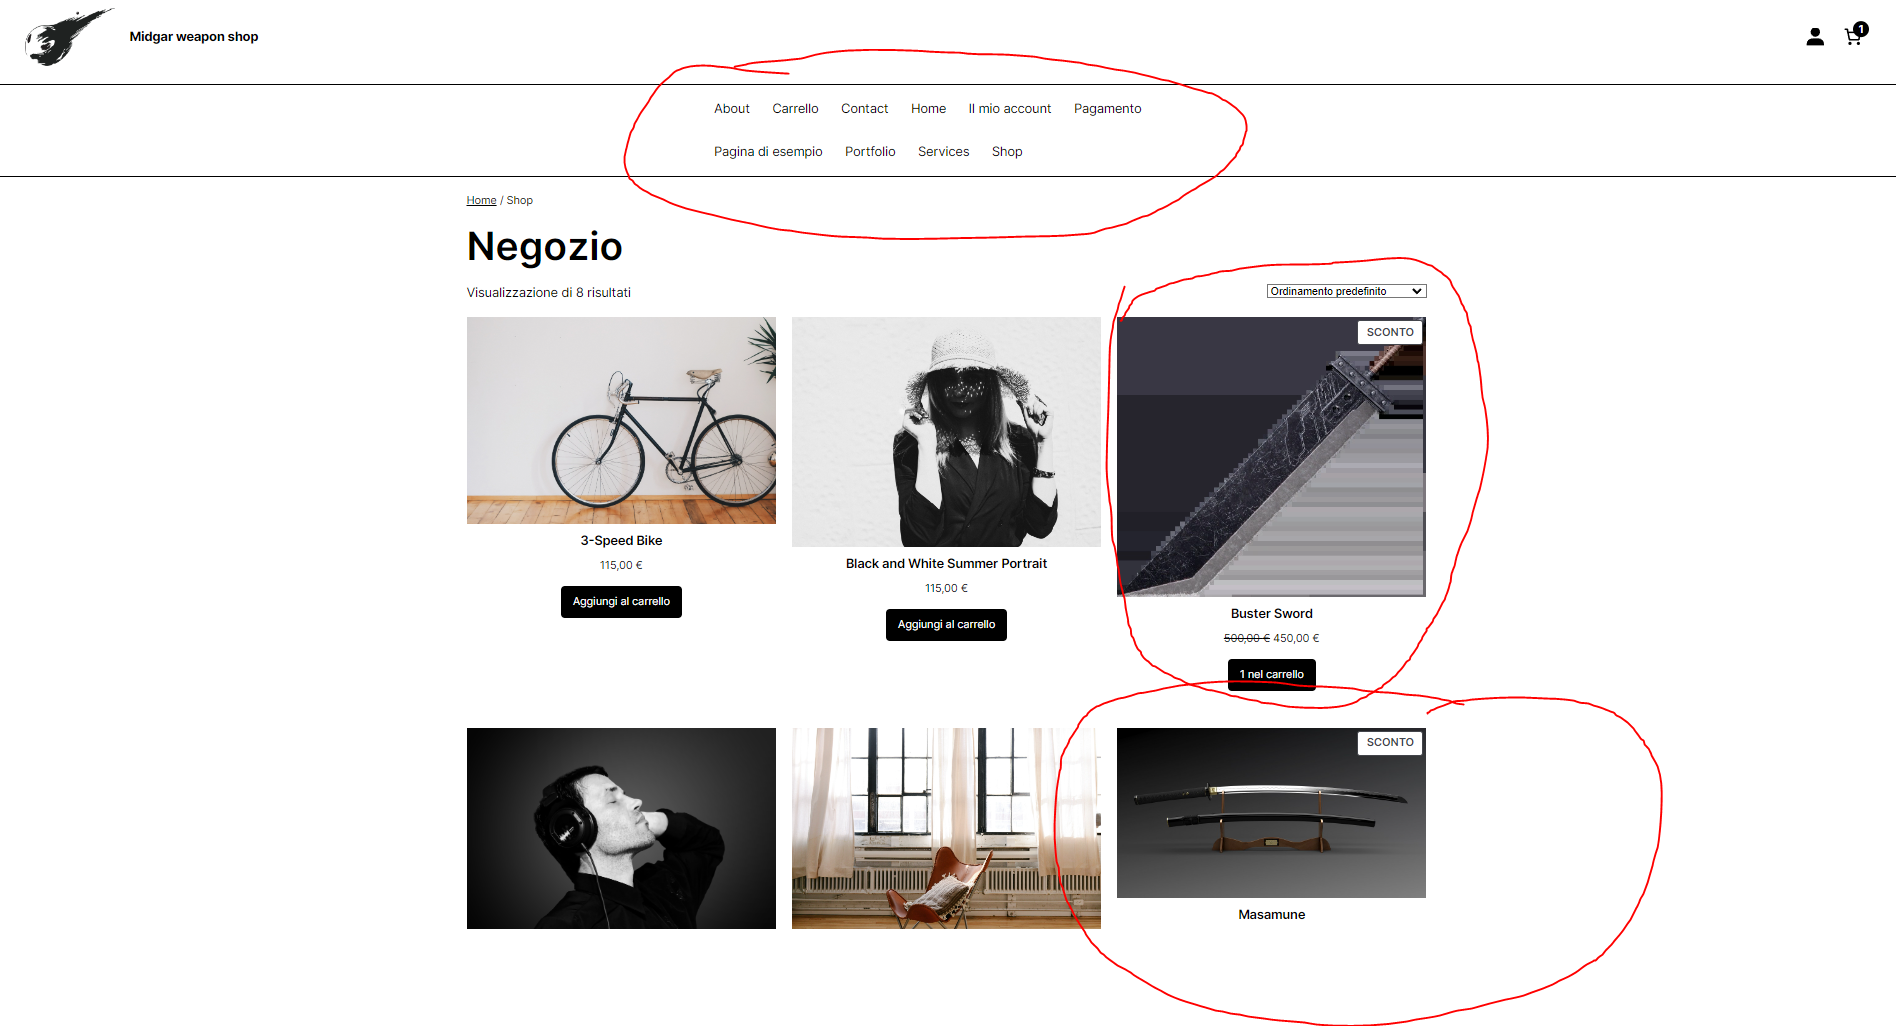 Midgar weapon shop
1
About Carrello Contact Home Il mio account Pagamento
Pagina di esempio Portfolio Services Shop
Home / Shop
Negozio
Visualizzazione di 8 risultati
Ordinamento predefinito
SCONTO
3-Speed Bike
115,00 €
Aggiungi al carrello
Black and White Summer Portrait
115,00 €
Aggiungi al carrello
Buster Sword
500,00 € 450,00 €
1 nel carrello
SCONTO
Masamune